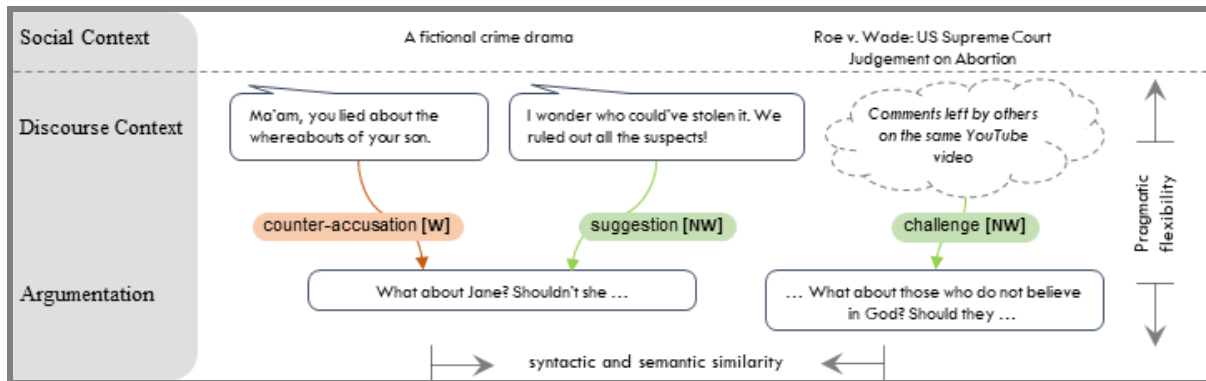 Social Context
A fictional crime drama
Roe v. Wade: US Supreme Court
Judgement on Abortion
Discourse Context
Ma'am, you lied about the
whereabouts of your son.
I wonder who could've stolen it. We
ruled out all the suspects!
Comments left by others
on the same YouTube
video
counter-accusation [W]
suggestion [NW]
challenge [NW]
Pragmatic
flexibility
Argumentation
What about Jane? Shouldn't she ...
... What about those who do not believe
in God? Should they ...
syntactic and semantic similarity